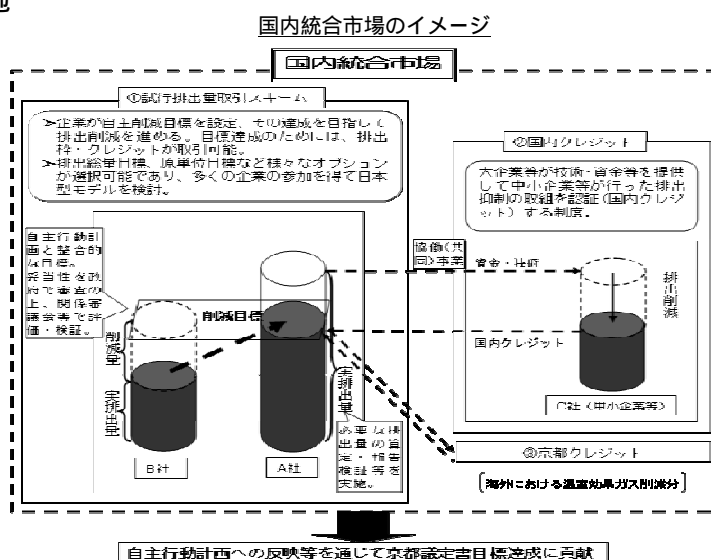 国内統合市場のイメージ
国内統合市場
①試行排出量取引スキーム
➢企業が自主削減目標を設定、その達成を目指して
排出削減を進める。目標達成のためには、排出
枠・クレジットが取引可能。
➢排出総量目標、原単位目標など様々なオプション
が選択可能であり、多くの企業の参加を得て日本
型モデルを検討。
自主行動計
画と整合的
な目標。
妥当性を政
府で審査の
上、関係審
議会等で評
価・検証。
削減目標
削減量
実排出量
実排出量
必要な排
出量の算
定・報告
検証等を
実施。
B社
A社
②国内クレジット
大企業等が技術・資金等を提供
して中小企業等が行った排出
抑制の取組を認証(国内クレジ
ット)する制度。
協働(共
同)事業
資金・技術
排出削減
国内クレジット
C社(中小企業等)
③京都クレジット
海外における温室効果ガス削減分
自主行動計画への反映等を通じて京都議定書目標達成に貢献